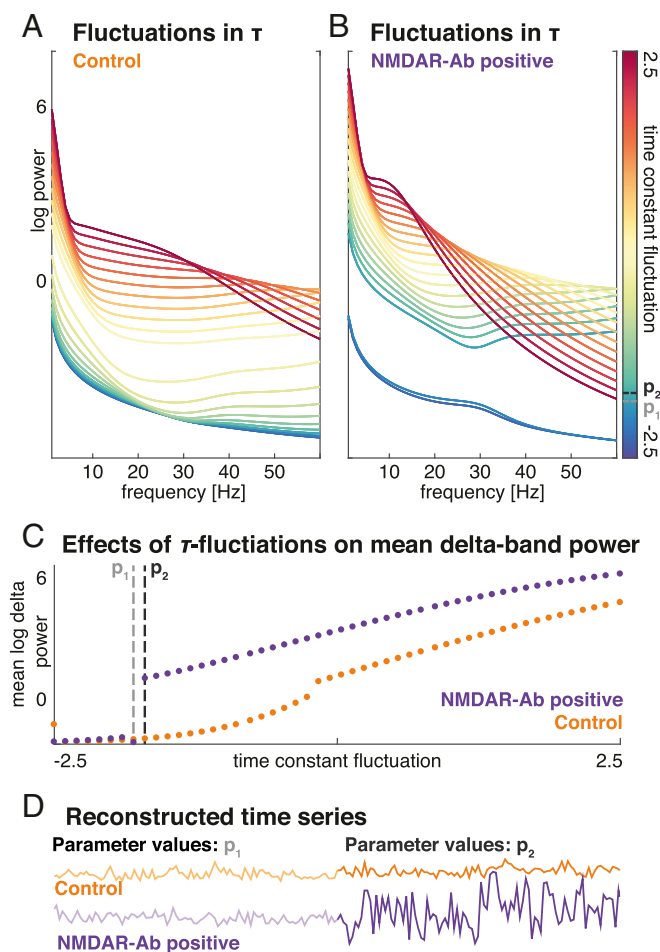 A Fluctuations in τ
Control
B Fluctuations in τ
NMDAR-Ab positive
6
0
log power
10 20 30 40 50
frequency [Hz]
10 20 30 40 50
frequency [Hz]
2.5
time constant fluctuation
p2
p1
-2.5
C Effects of τ-fluctiations on mean delta-band power
p1 p2
6
0
mean log delta
power
NMDAR-Ab positive
Control
-2.5 time constant fluctuation 2.5
D Reconstructed time series
Parameter values: p1 Parameter values: p2
Control
NMDAR-Ab positive